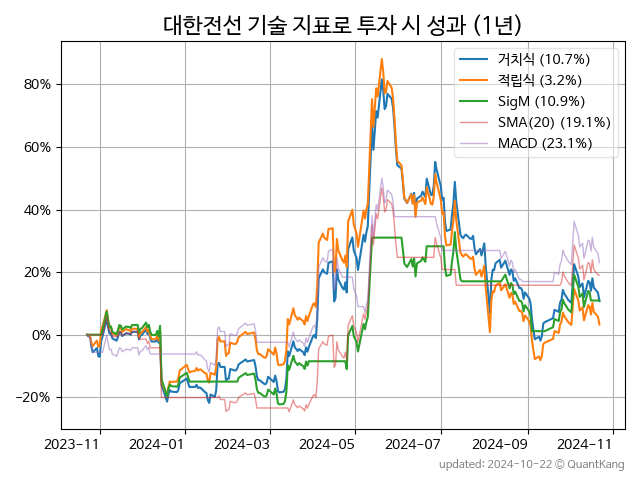 대한전선 기술 지표로 투자 시 성과 (1년)
거치식 (10.7%)
적립식 (3.2%)
SigM (10.9%)
SMA(20) (19.1%)
MACD (23.1%)
80%
60%
40%
20%
0%
−20%
2023−11 2024−01 2024−03 2024−05 2024−07 2024−09 2024−11
updated: 2024-10-22 © QuantKang